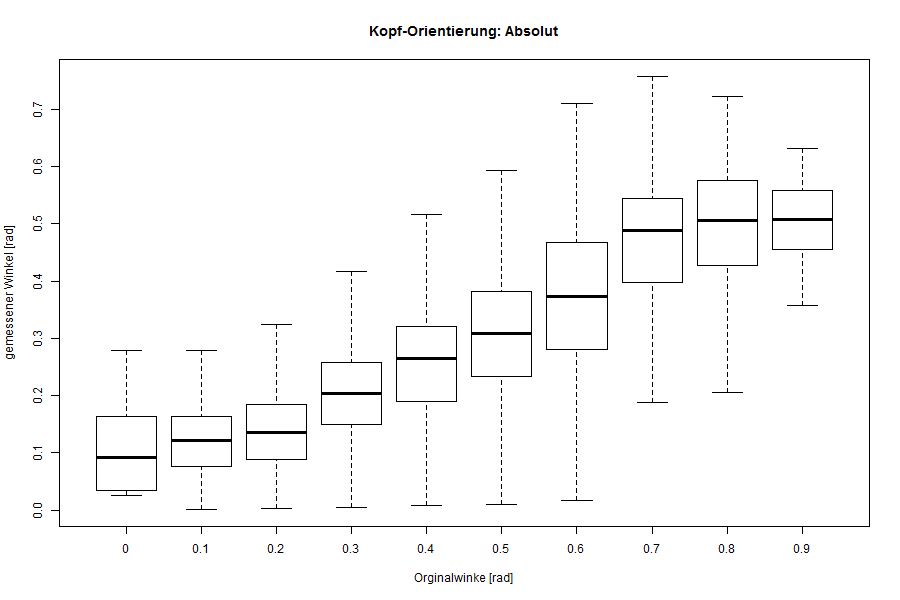 Kopf-Orientierung: Absolut
gemessener Winkel [rad]
0.7
0.6
0.5
0.4
0.3
0.2
0.1
0.0
0 0.1 0.2 0.3 0.4 0.5 0.6 0.7 0.8 0.9
Orginalwinke [rad]